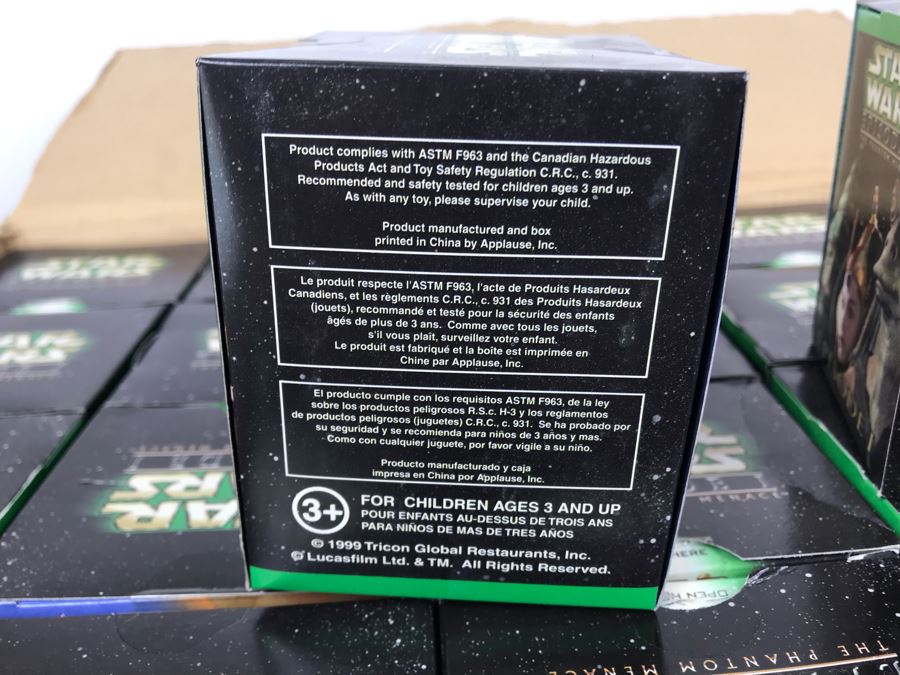 Product complies with ASTM F963 and the Canadian Hazardous
Products Act and Toy Safety Regulation C.R.C., c. 931.
Recommended and safety tested for children ages 3 and up.
As with any toy, please supervise your child.
Product manufactured and box
printed in China by Applause, Inc.
Le produit respecte l'ASTM F963, l'acte de Produits Hasardeux
Canadiens, et les règlements C.R.C., c. 931 des Produits Hasardeux
(jouets), recommandé et testé pour la sécurité des enfants
âgés de plus de 3 ans. Comme avec tous les jouets,
s'il vous plait, surveillez votre enfant.
Le produit est fabriqué et la boîte est imprimée en
Chine par Applause, Inc.
El producto cumple con los requisitos ASTM F963, de la ley
sobre los productos peligrosos R.S.c. H-3 y los reglamentos
de productos peligrosos (juguetes) C.R.C., c. 931. Se ha probado por
su seguridad y se recomienda para niños de 3 años y mas.
Como con cualquier juguete, por favor vigile a su niño.
Producto manufacturado y caja
impresa en China por Applause, Inc.
3+
FOR CHILDREN AGES 3 AND UP
POUR ENFANTS AU-DESSUS DE TROIS ANS
PARA NIÑOS DE MAS DE TRES AÑOS
© 1999 Tricon Global Restaurants, Inc.
© Lucasfilm Ltd. & TM. All Rights Reserved.
STA
WAR
STAR
WARS
AR
RS
HERE
OPEN
THE PHANTOM MENACE